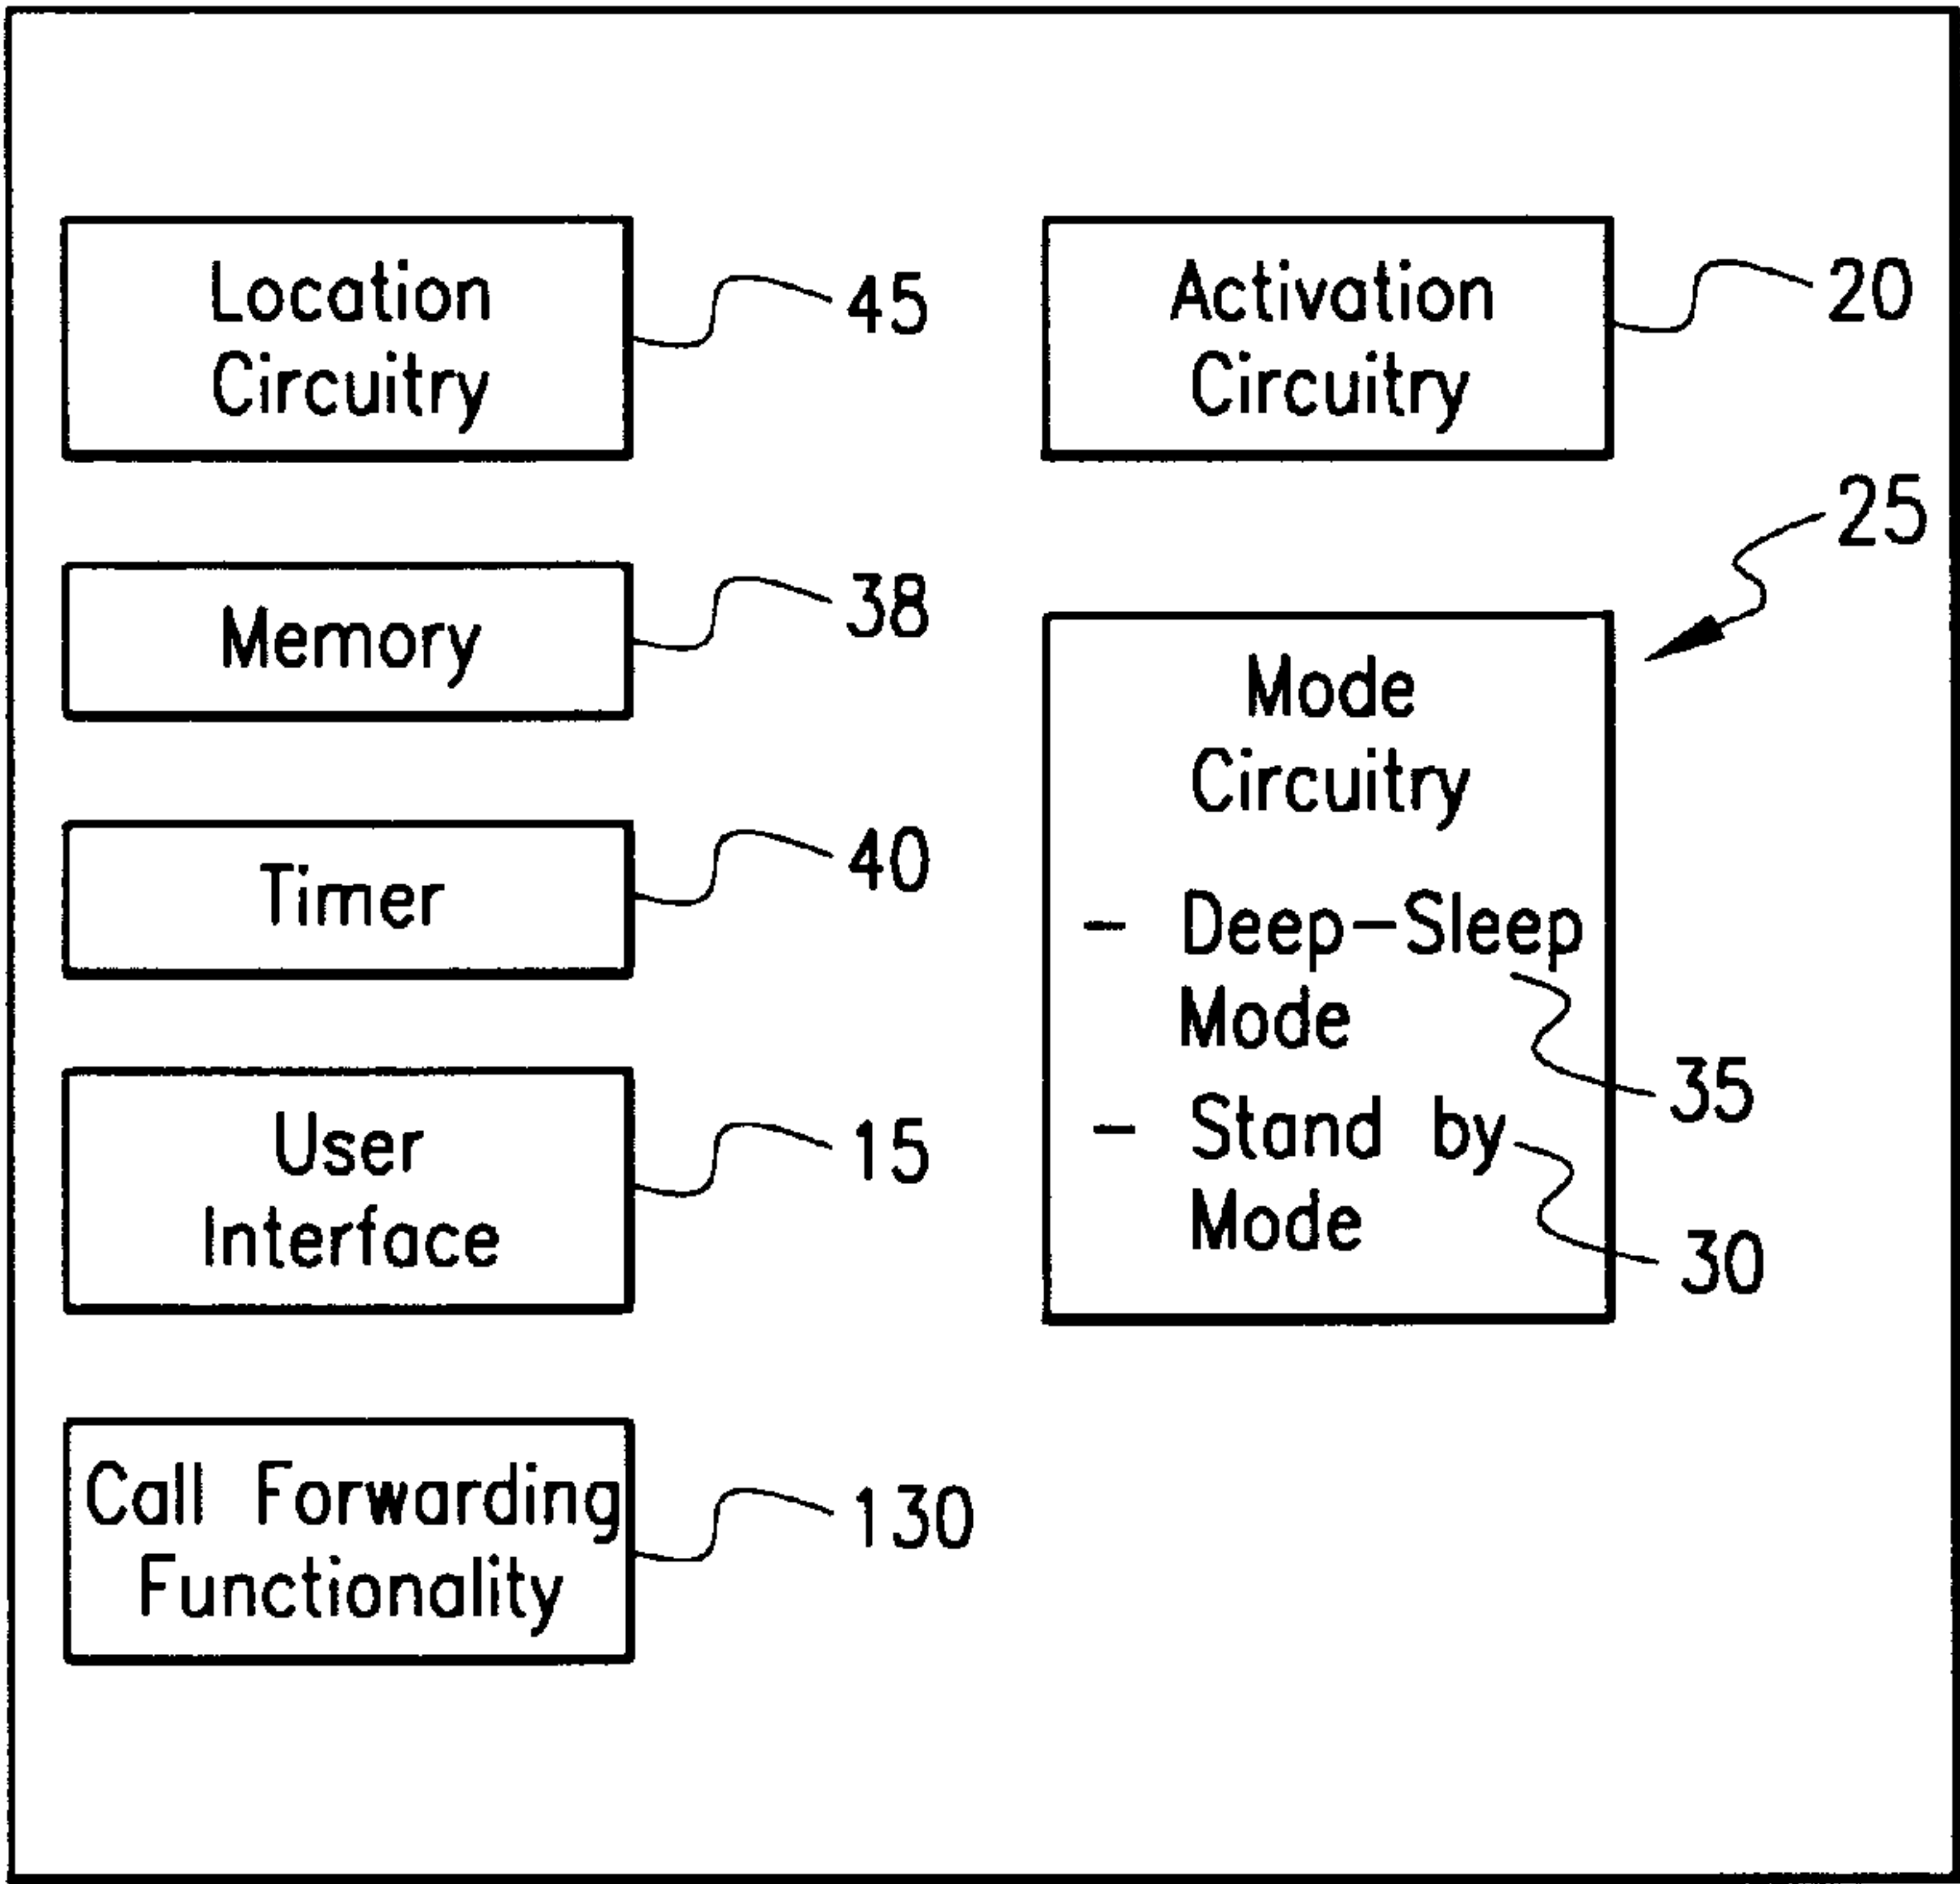 Location
Circuitry
45
Memory
38
Timer
40
User
Interface
15
Call Forwarding
Functionality
130
Activation
Circuitry
20
25
Mode
Circuitry
- Deep-Sleep
Mode
35
- Stand by
Mode
30